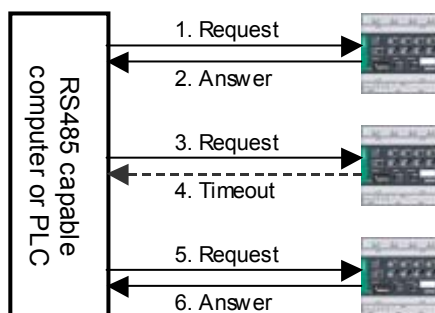 RS485 capable
computer or PLC
1. Request
2. Answer
3. Request
4. Timeout
5. Request
6. Answer